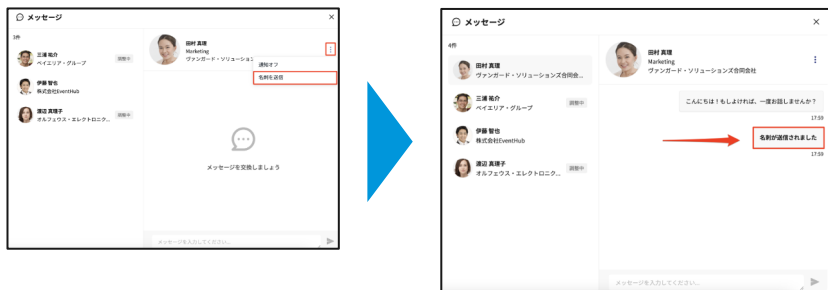 メッセージ
3件
三浦 祐介
ベイエリア・グループ
調整中
伊藤 智也
株式会社EventHub
渡辺 真理子
オルフェウス・エレクトロニク...
調整中
田村 真理
Marketing
ヴァンガード・ソリューションズ
通知オフ
名刺を送信
メッセージを交換しましょう
メッセージを入力してください...
メッセージ
4件
田村 真理
ヴァンガード・ソリューションズ合同会...
三浦 祐介
ベイエリア・グループ
調整中
伊藤 智也
株式会社EventHub
渡辺 真理子
オルフェウス・エレクトロニク...
調整中
田村 真理
Marketing
ヴァンガード・ソリューションズ合同会社
こんにちは！もしよければ、一度お話しませんか？
17:59
名刺が送信されました
17:59
メッセージを入力してください...